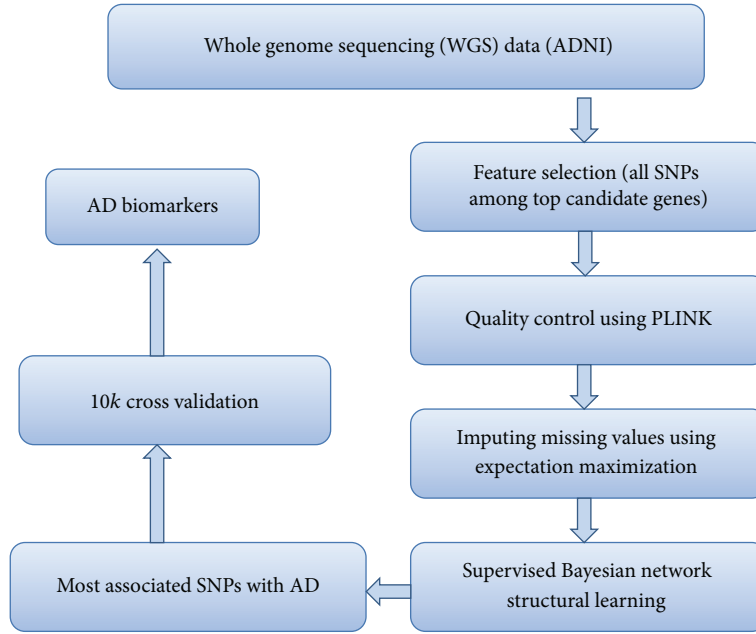 Whole genome sequencing (WGS) data (ADNI)
Feature selection (all SNPs
among top candidate genes)
Quality control using PLINK
Imputing missing values using
expectation maximization
Supervised Bayesian network
structural learning
Most associated SNPs with AD
10k cross validation
AD biomarkers